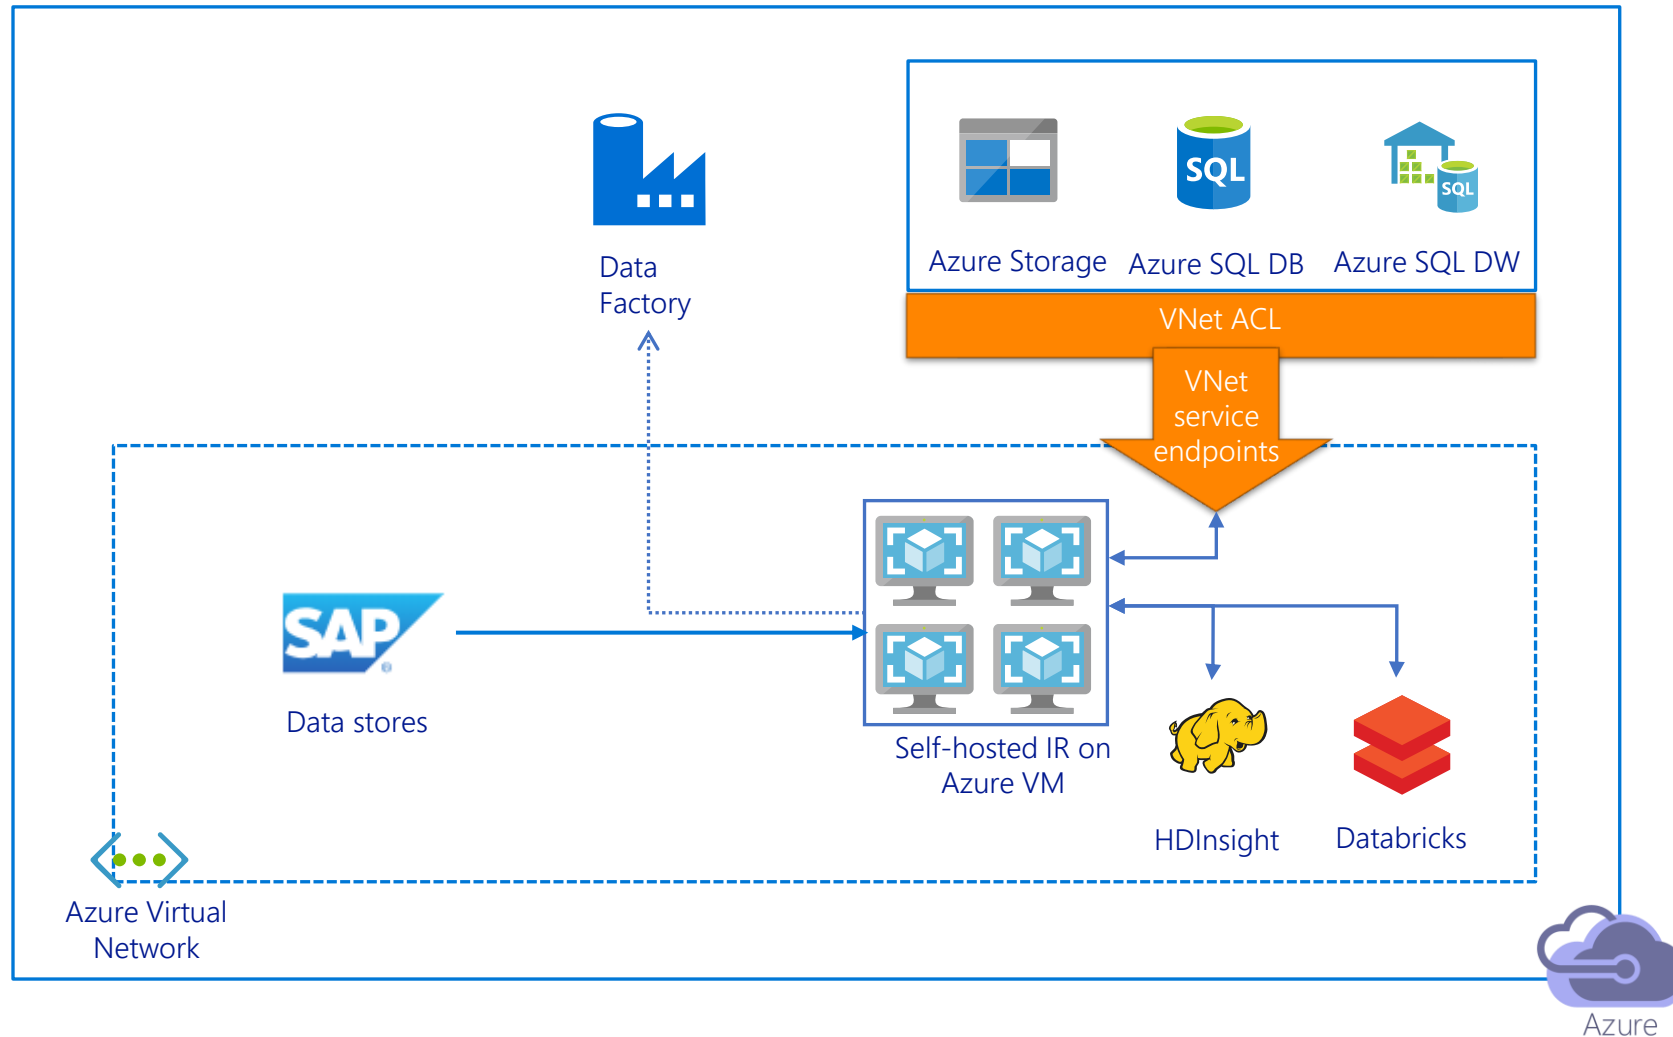 Azure Storage
SQL
Azure SQL DB
SQL
Azure SQL DW
Data
Factory
VNet ACL
VNet
service
endpoints
SAP
®
Data stores
Self-hosted IR on
Azure VM
HDInsight
Databricks
Azure Virtual
Network
Azure